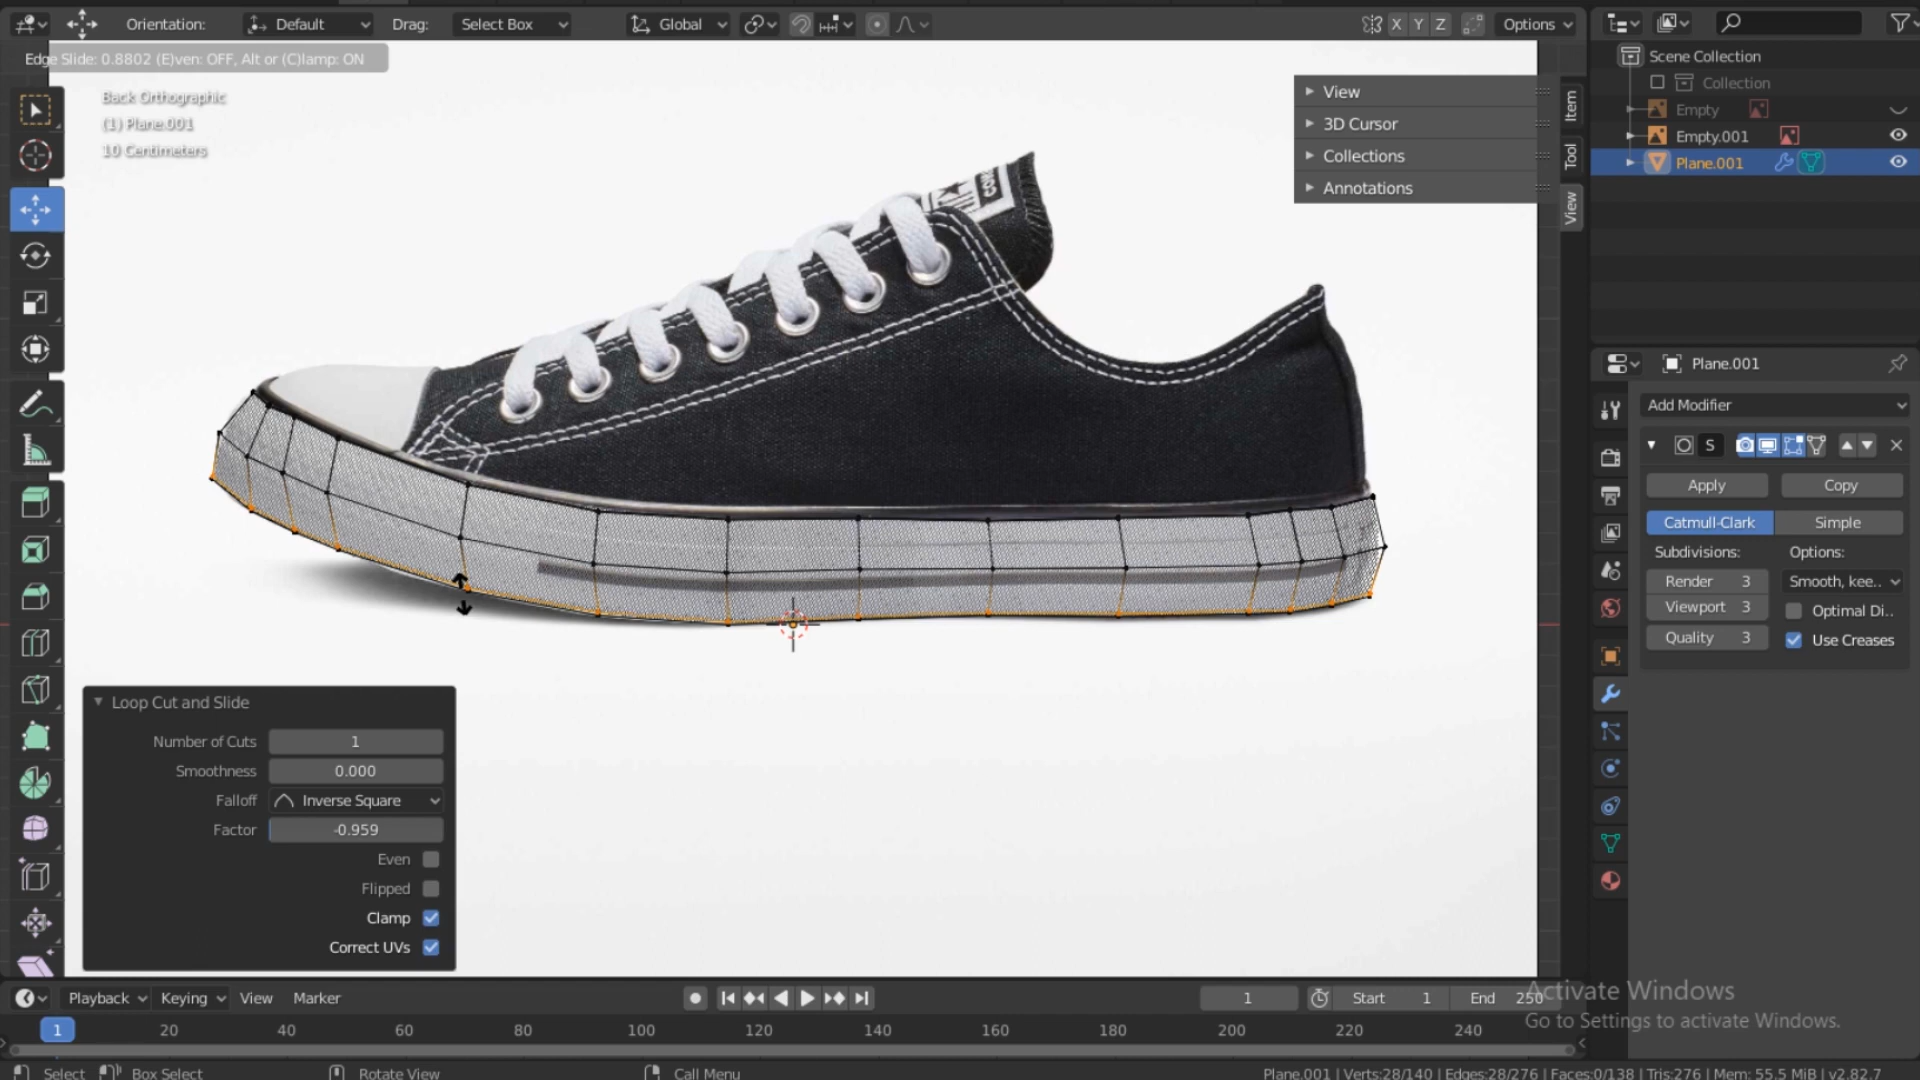 Orientation: Default Drag: Select Box Global X Y Z Options
Edge Slide: 0.8802 (E)ven: OFF, Alt or (C)lamp: ON
Back Orthographic
(1) Plane.001
10 Centimeters
View
3D Cursor
Collections
Annotations
Item
Tool
View
Scene Collection
Collection
Empty
Empty.001
Plane.001
Plane.001
Add Modifier
S
Apply Copy
Catmull-Clark Simple
Subdivisions: Options:
Render 3 Smooth, kee..
Viewport 3 Optimal Di..
Quality 3 Use Creases
Loop Cut and Slide
Number of Cuts 1
Smoothness 0.000
Falloff Inverse Square
Factor -0.959
Even
Flipped
Clamp
Correct UVs
Playback Keying View Marker 1 Start 1 End 250
1 20 40 60 80 100 120 140 160 180 200 220 240
Activate Windows
Go to Settings to activate Windows.
Select Box Select Rotate View Call Menu Plane.001 | Verts:28/140 | Edges:28/276 | Faces:0/138 | Tris:276 | Mem: 55.5 MiB | v2.82.7